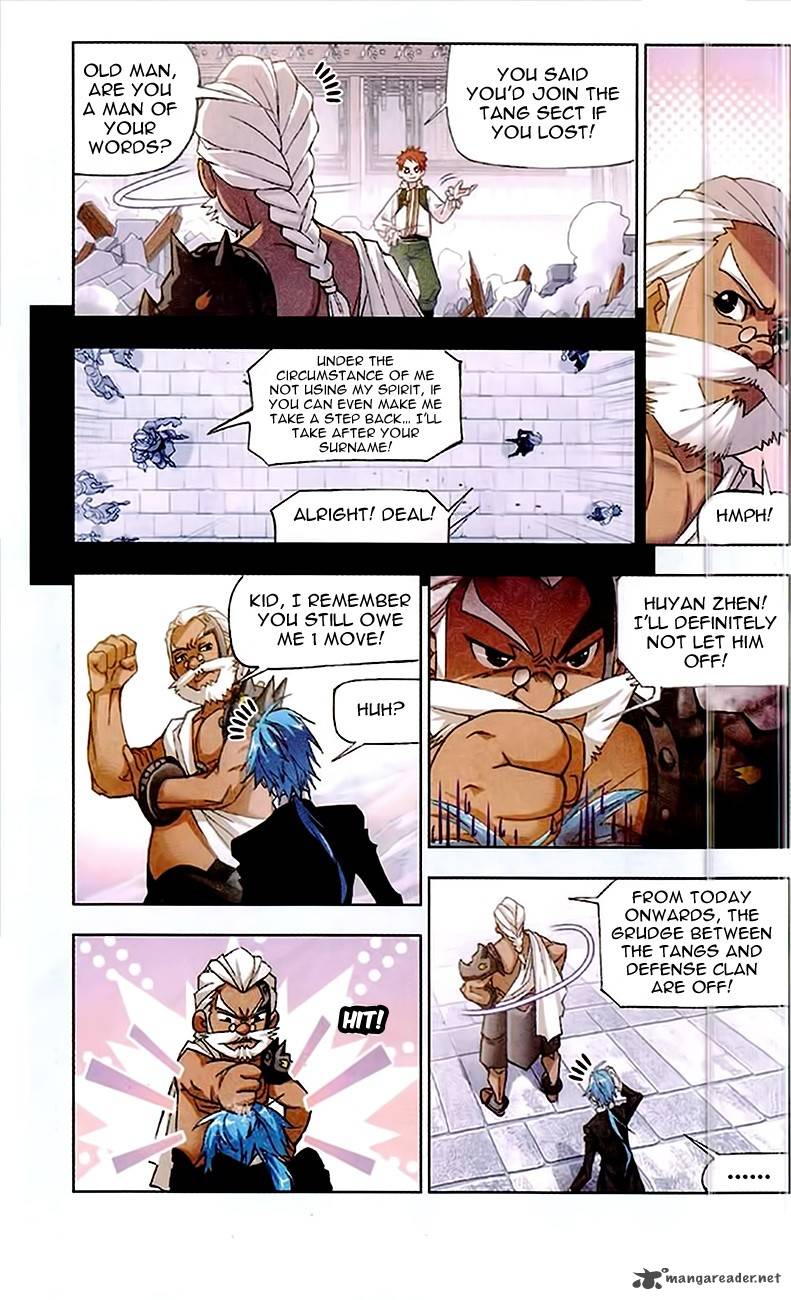 OLD MAN,
ARE YOU
A MAN OF
YOUR
WORDS?
YOU SAID
YOU'D JOIN THE
TANG SECT
IF YOU LOST!
HMPH!
UNDER THE
CIRCUMSTANCE OF ME
NOT USING MY SPIRIT, IF
YOU CAN EVEN MAKE ME
TAKE A STEP BACK... I'LL
TAKE AFTER YOUR
SURNAME!
ALRIGHT! DEAL!
KID, I REMEMBER
YOU STILL OWE
ME 1 MOVE!
HUH?
HUYAN ZHEN!
I'LL DEFINITELY
NOT LET HIM
OFF!
HIT!
FROM TODAY
ONWARDS, THE
GRUDGE BETWEEN
THE TANGS AND
DEFENSE CLAN
ARE OFF!
......
mangareader.net